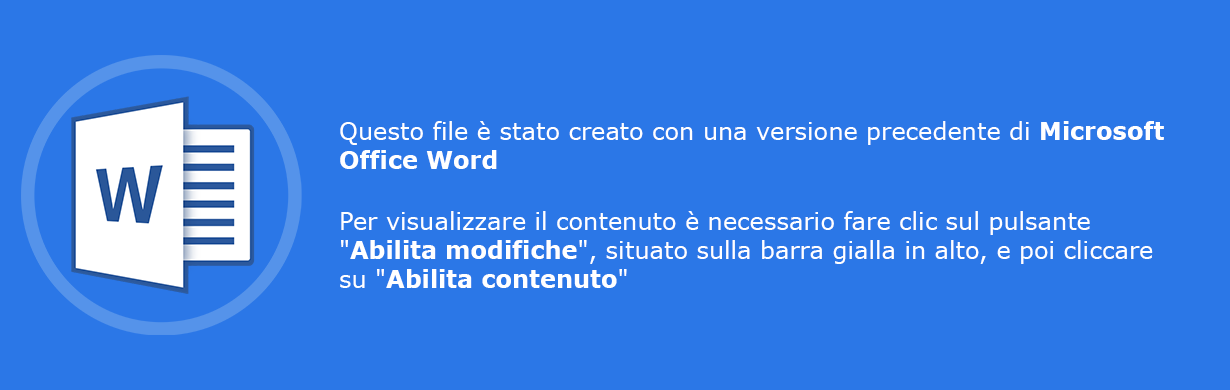 W
Questo file è stato creato con una versione precedente di Microsoft
Office Word
Per visualizzare il contenuto è necessario fare clic sul pulsante
"Abilita modifiche", situato sulla barra gialla in alto, e poi cliccare
su "Abilita contenuto"